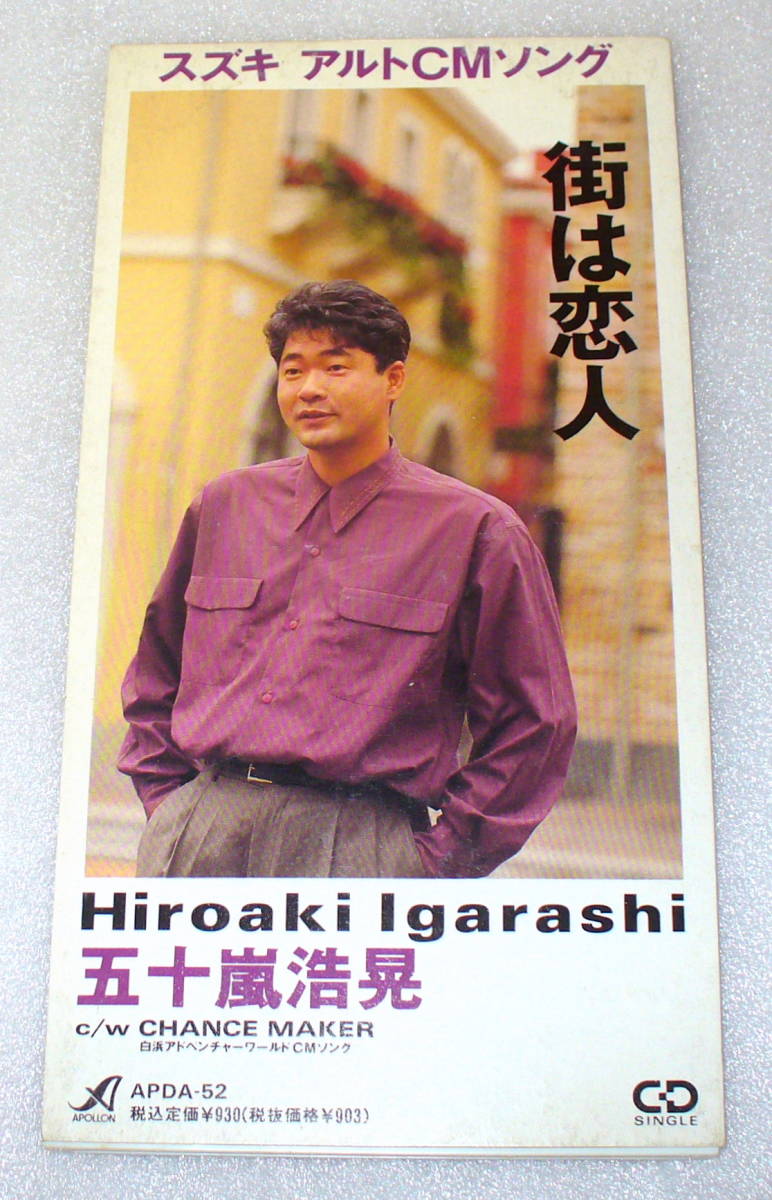 スズキ アルトCMソング
街は恋人
Hiroaki Igarashi
五十嵐浩晃
c/w CHANCE MAKER
白浜アドベンチャーワールドCMソング
APOLLON
APDA-52
税込定価¥930(税抜価格¥903)
CD
SINGLE